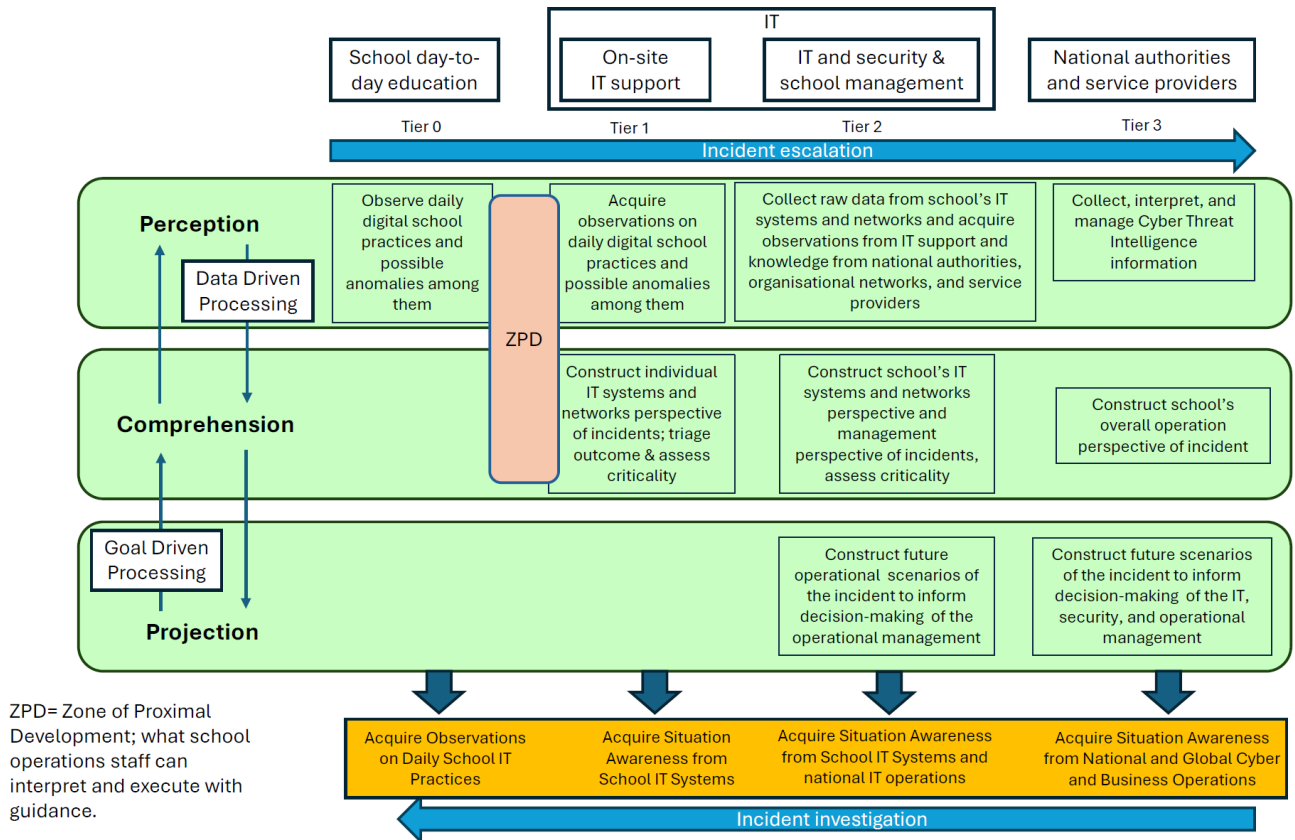 IT
School day-to-
day education
On-site
IT support
IT and security &
school management
National authorities
and service providers
Tier 0
Tier 1
Tier 2
Tier 3
Incident escalation
Perception
Data Driven
Processing
Observe daily
digital school
practices and
possible
anomalies among
them
ZPD
Acquire
observations on
daily digital school
practices and
possible anomalies
among them
Collect raw data from school's IT
systems and networks and acquire
observations from IT support and
knowledge from national authorities,
organisational networks, and service
providers
Collect, interpret, and
manage Cyber Threat
Intelligence
information
Comprehension
Construct individual
IT systems and
networks perspective
of incidents; triage
outcome & assess
criticality
Construct school's IT
systems and networks
perspective and
management
perspective of incidents,
assess criticality
Construct school's
overall operation
perspective of incident
Goal Driven
Processing
Projection
Construct future
operational scenarios of
the incident to inform
decision-making of the
operational management
Construct future scenarios
of the incident to inform
decision-making of the IT,
security, and operational
management
ZPD= Zone of Proximal
Development; what school
operations staff can
interpret and execute with
guidance.
Acquire Observations
on Daily School IT
Practices
Acquire Situation
Awareness from
School IT Systems
Acquire Situation Awareness
from School IT Systems and
national IT operations
Acquire Situation Awareness
from National and Global Cyber
and Business Operations
Incident investigation